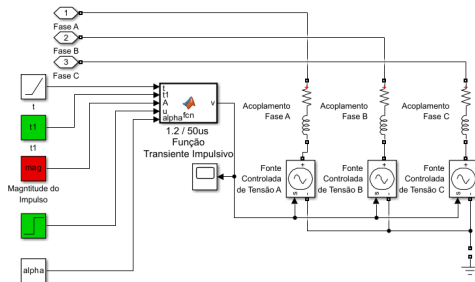 1
Fase A
2
Fase B
3
Fase C
t
t1
t1
mag
Magntitude do
Impulso
alpha
t
t1
A
u
alpha
fcn
v
1.2 / 50us
Função
Transiente Impulsivo
Acoplamento
Fase A
Acoplamento
Fase B
Acoplamento
Fase C
Fonte
Controlada
de Tensão A
s
+
-
Fonte
Controlada
de Tensão B
s
+
-
Fonte
Controlada
de Tensão C
s
+
-